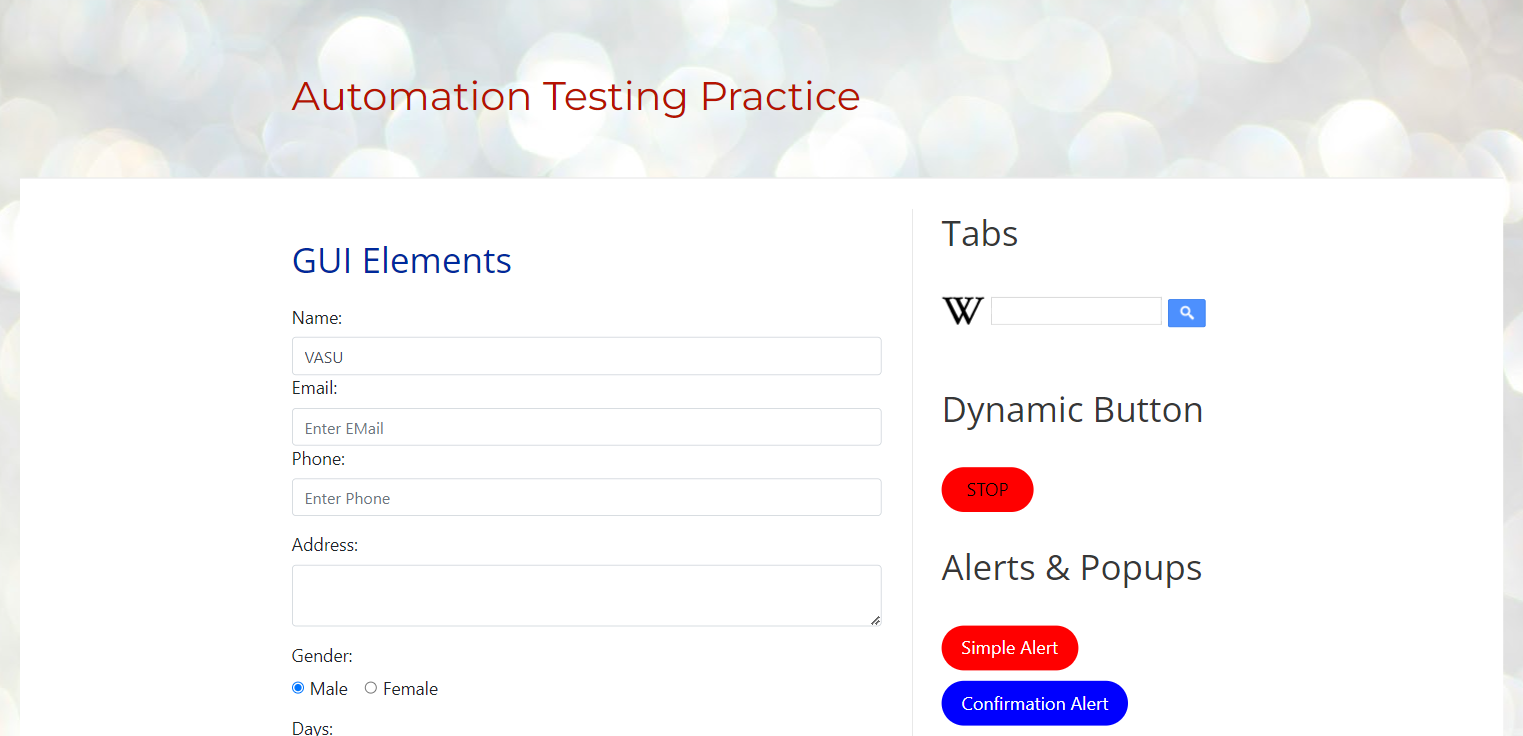 Automation Testing Practice
GUI Elements
Name:
VASU
Email:
Enter EMail
Phone:
Enter Phone
Address:
Gender:
Male Female
Days:
Tabs
W
Dynamic Button
STOP
Alerts & Popups
Simple Alert
Confirmation Alert